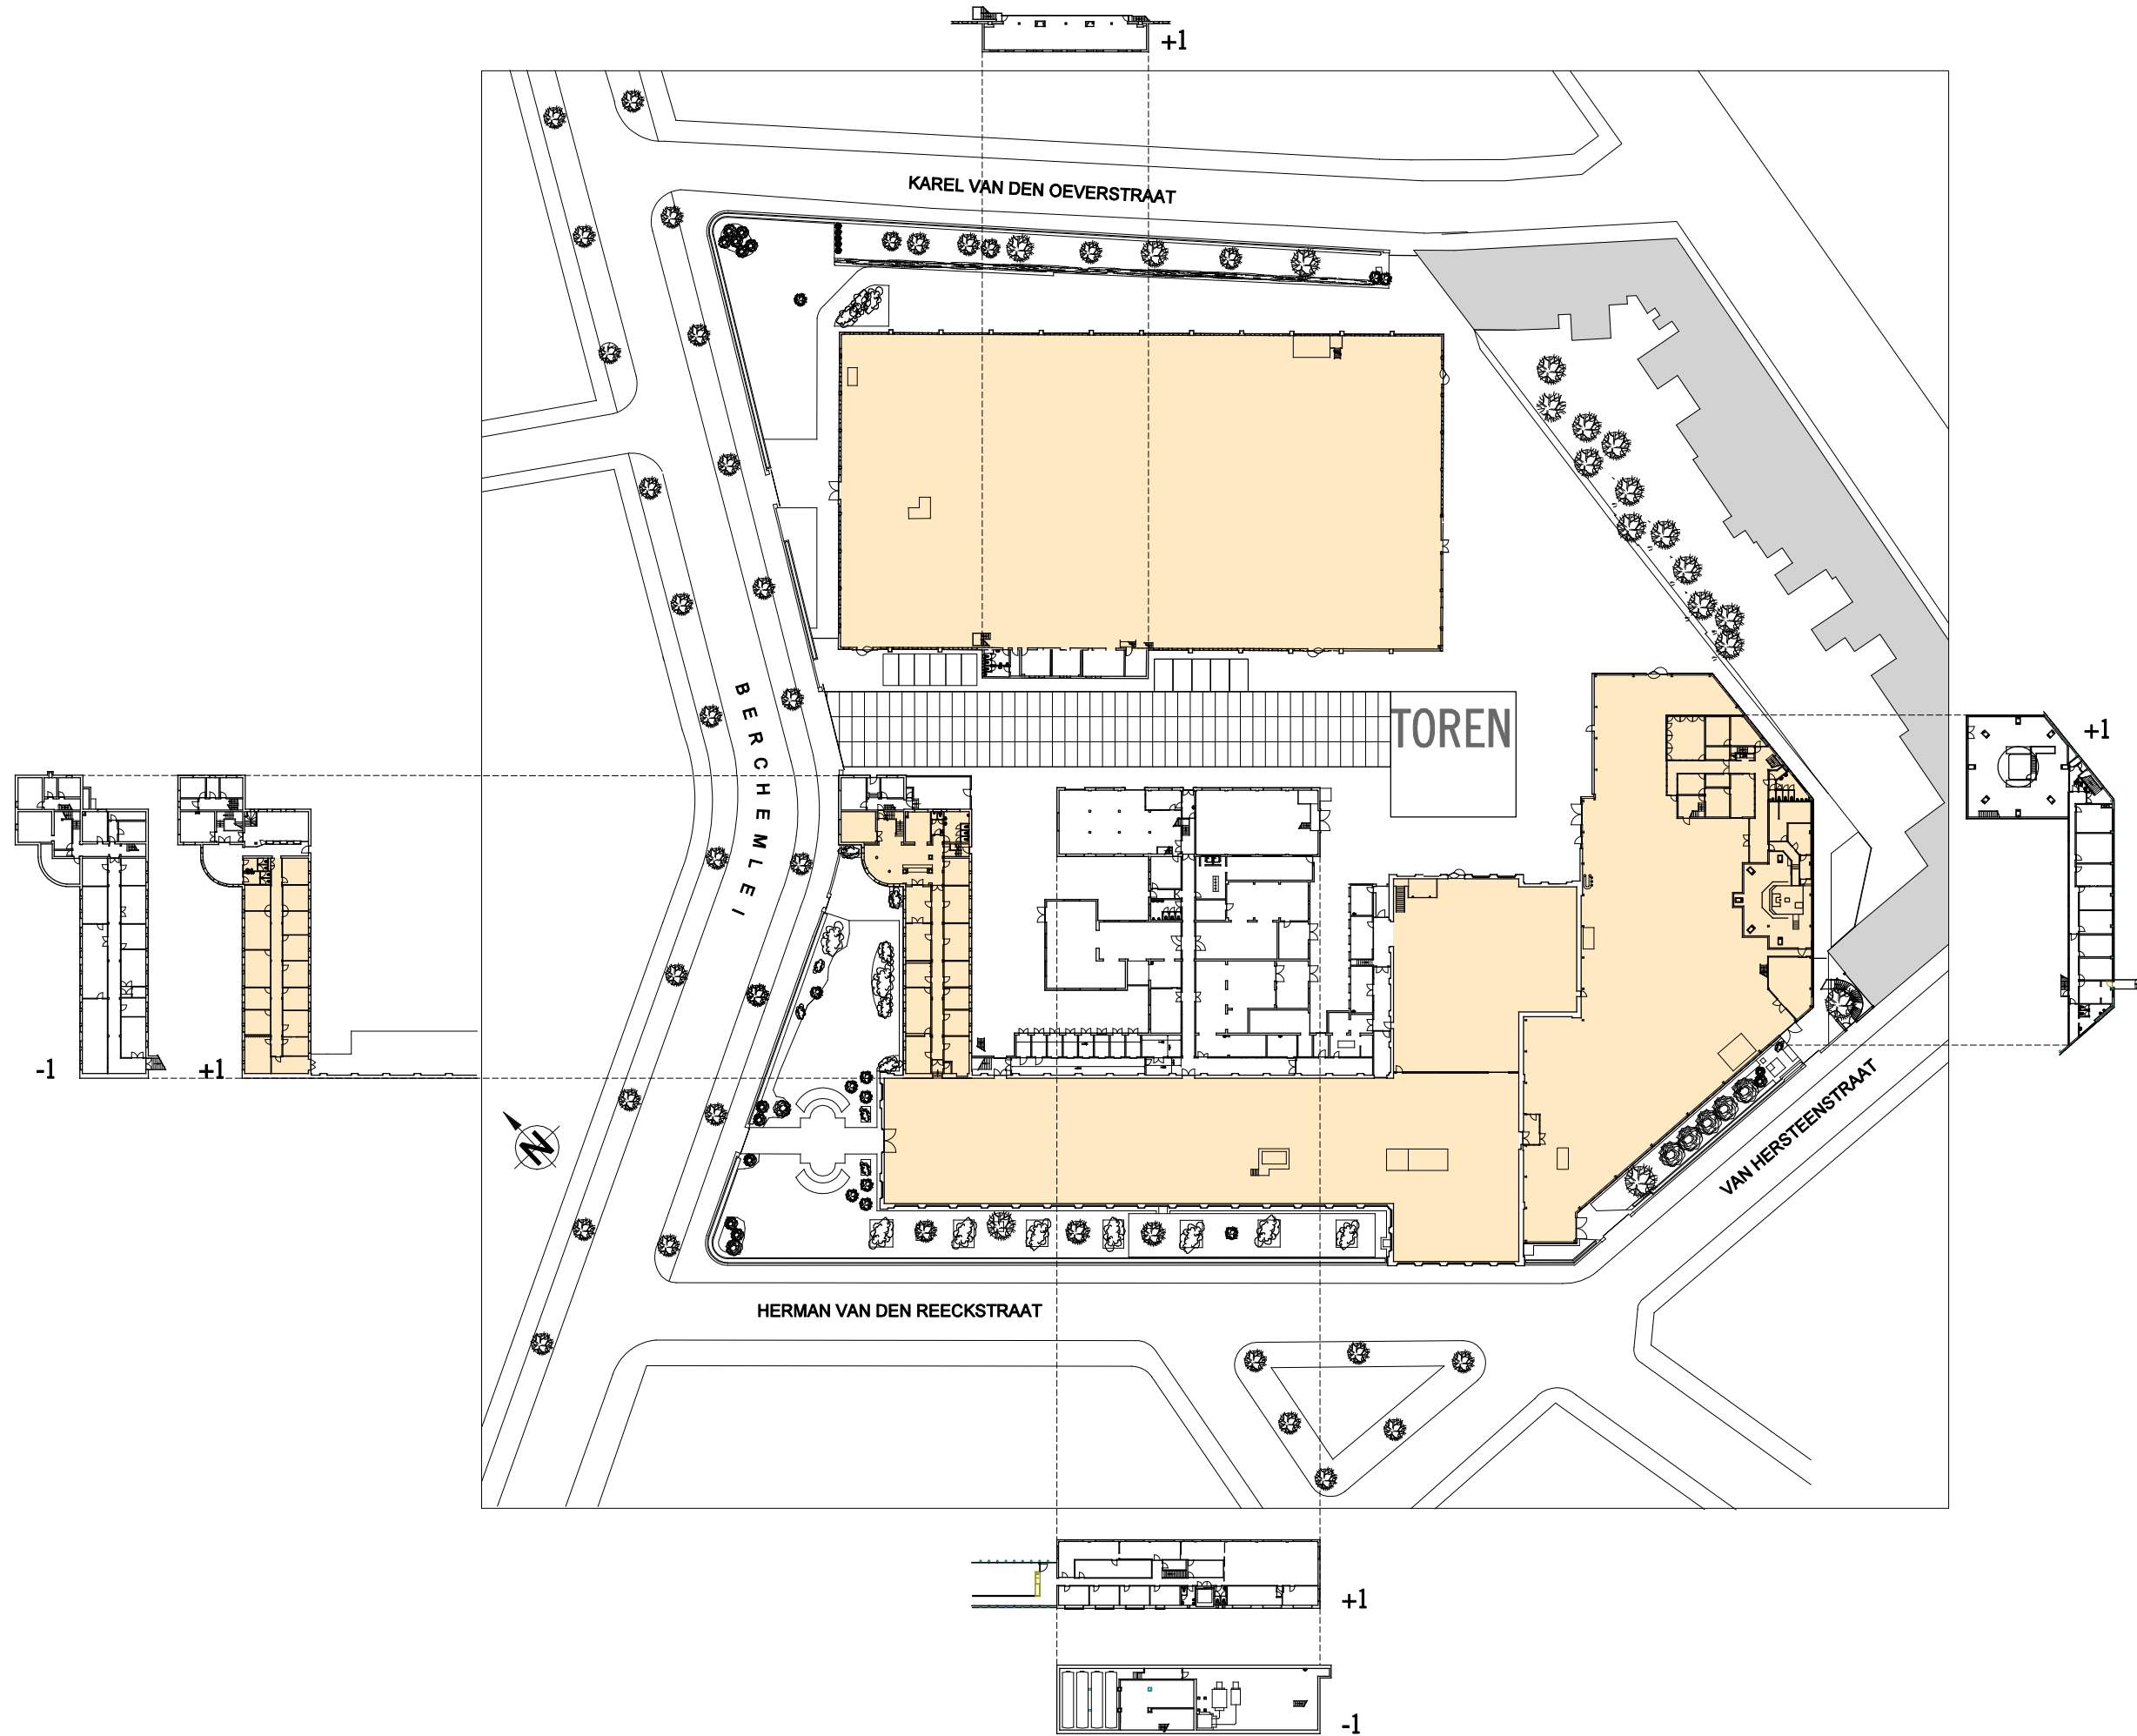 +1
KAREL VAN DEN OEVERSTRAAT
BERCHEMLEI
TOREN
+1
-1
+1
N
VAN HERSTEENSTRAAT
HERMAN VAN DEN REECKSTRAAT
+1
-1